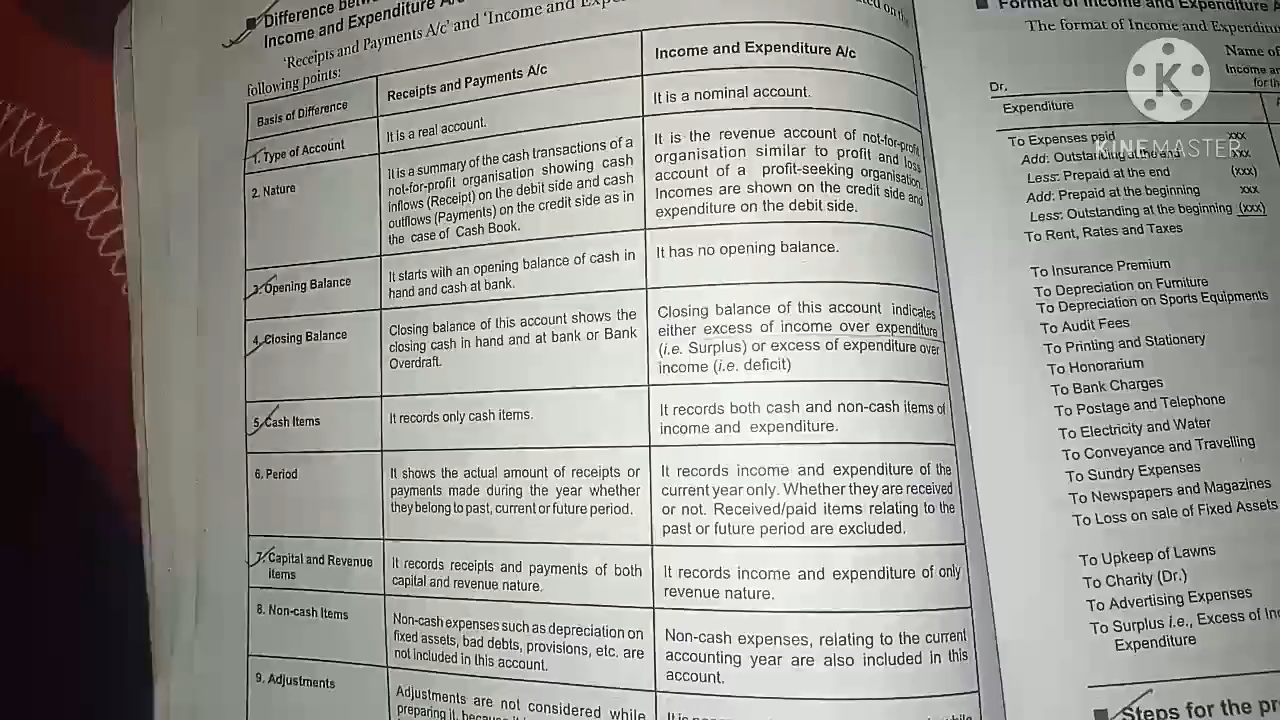 Difference
Income and Expenditure A/c
'Receipts and Payments A/c' and 'Income and
following points:
Basis of Difference
Receipts and Payments A/c
Income and Expenditure A/c
1. Type of Account
It is a real account.
It is a nominal account.
2. Nature
It is a summary of the cash transactions of a
not-for-profit organisation showing cash
inflows (Receipt) on the debit side and cash
outflows (Payments) on the credit side as in
the case of Cash Book.
It is the revenue account of not-for-profit
organisation similar to profit and loss
account of a profit-seeking organisation.
Incomes are shown on the credit side and
expenditure on the debit side.
3. Opening Balance
It starts with an opening balance of cash in
hand and cash at bank.
It has no opening balance.
4. Closing Balance
Closing balance of this account shows the
closing cash in hand and at bank or Bank
Overdraft.
Closing balance of this account indicates
either excess of income over expenditure
(i.e. Surplus) or excess of expenditure over
income (i.e. deficit)
5. Cash Items
It records only cash items.
It records both cash and non-cash items of
income and expenditure.
6. Period
It shows the actual amount of receipts or
payments made during the year whether
they belong to past, current or future period.
It records income and expenditure of the
current year only. Whether they are received
or not. Received/paid items relating to the
past or future period are excluded.
7. Capital and Revenue
items
It records receipts and payments of both
capital and revenue nature.
It records income and expenditure of only
revenue nature.
8. Non-cash Items
Non-cash expenses such as depreciation on
fixed assets, bad debts, provisions, etc. are
not included in this account.
Non-cash expenses, relating to the current
accounting year are also included in this
account.
9. Adjustments
Adjustments are not considered while
preparing it, because
It is
while
on the
Format of Income and Expenditure
The format of Income and
Name of
Income
for
Dr.
Expenditure
To Expenses paid xxx
Add: Outstanding at the end xxx
Less: Prepaid at the end (xxx)
Add: Prepaid at the beginning xxx
Less: Outstanding at the beginning (xxx)
To Rent, Rates and Taxes
To Insurance Premium
To Depreciation on Furniture
To Depreciation on Sports Equipments
To Audit Fees
To Printing and Stationery
To Honorarium
To Bank Charges
To Postage and Telephone
To Electricity and Water
To Conveyance and Travelling
To Sundry Expenses
To Newspapers and Magazines
To Loss on sale of Fixed Assets
To Upkeep of Lawns
To Charity (Dr.)
To Advertising Expenses
To Surplus i.e., Excess of
Expenditure
Steps for the
K
KINEMASTER